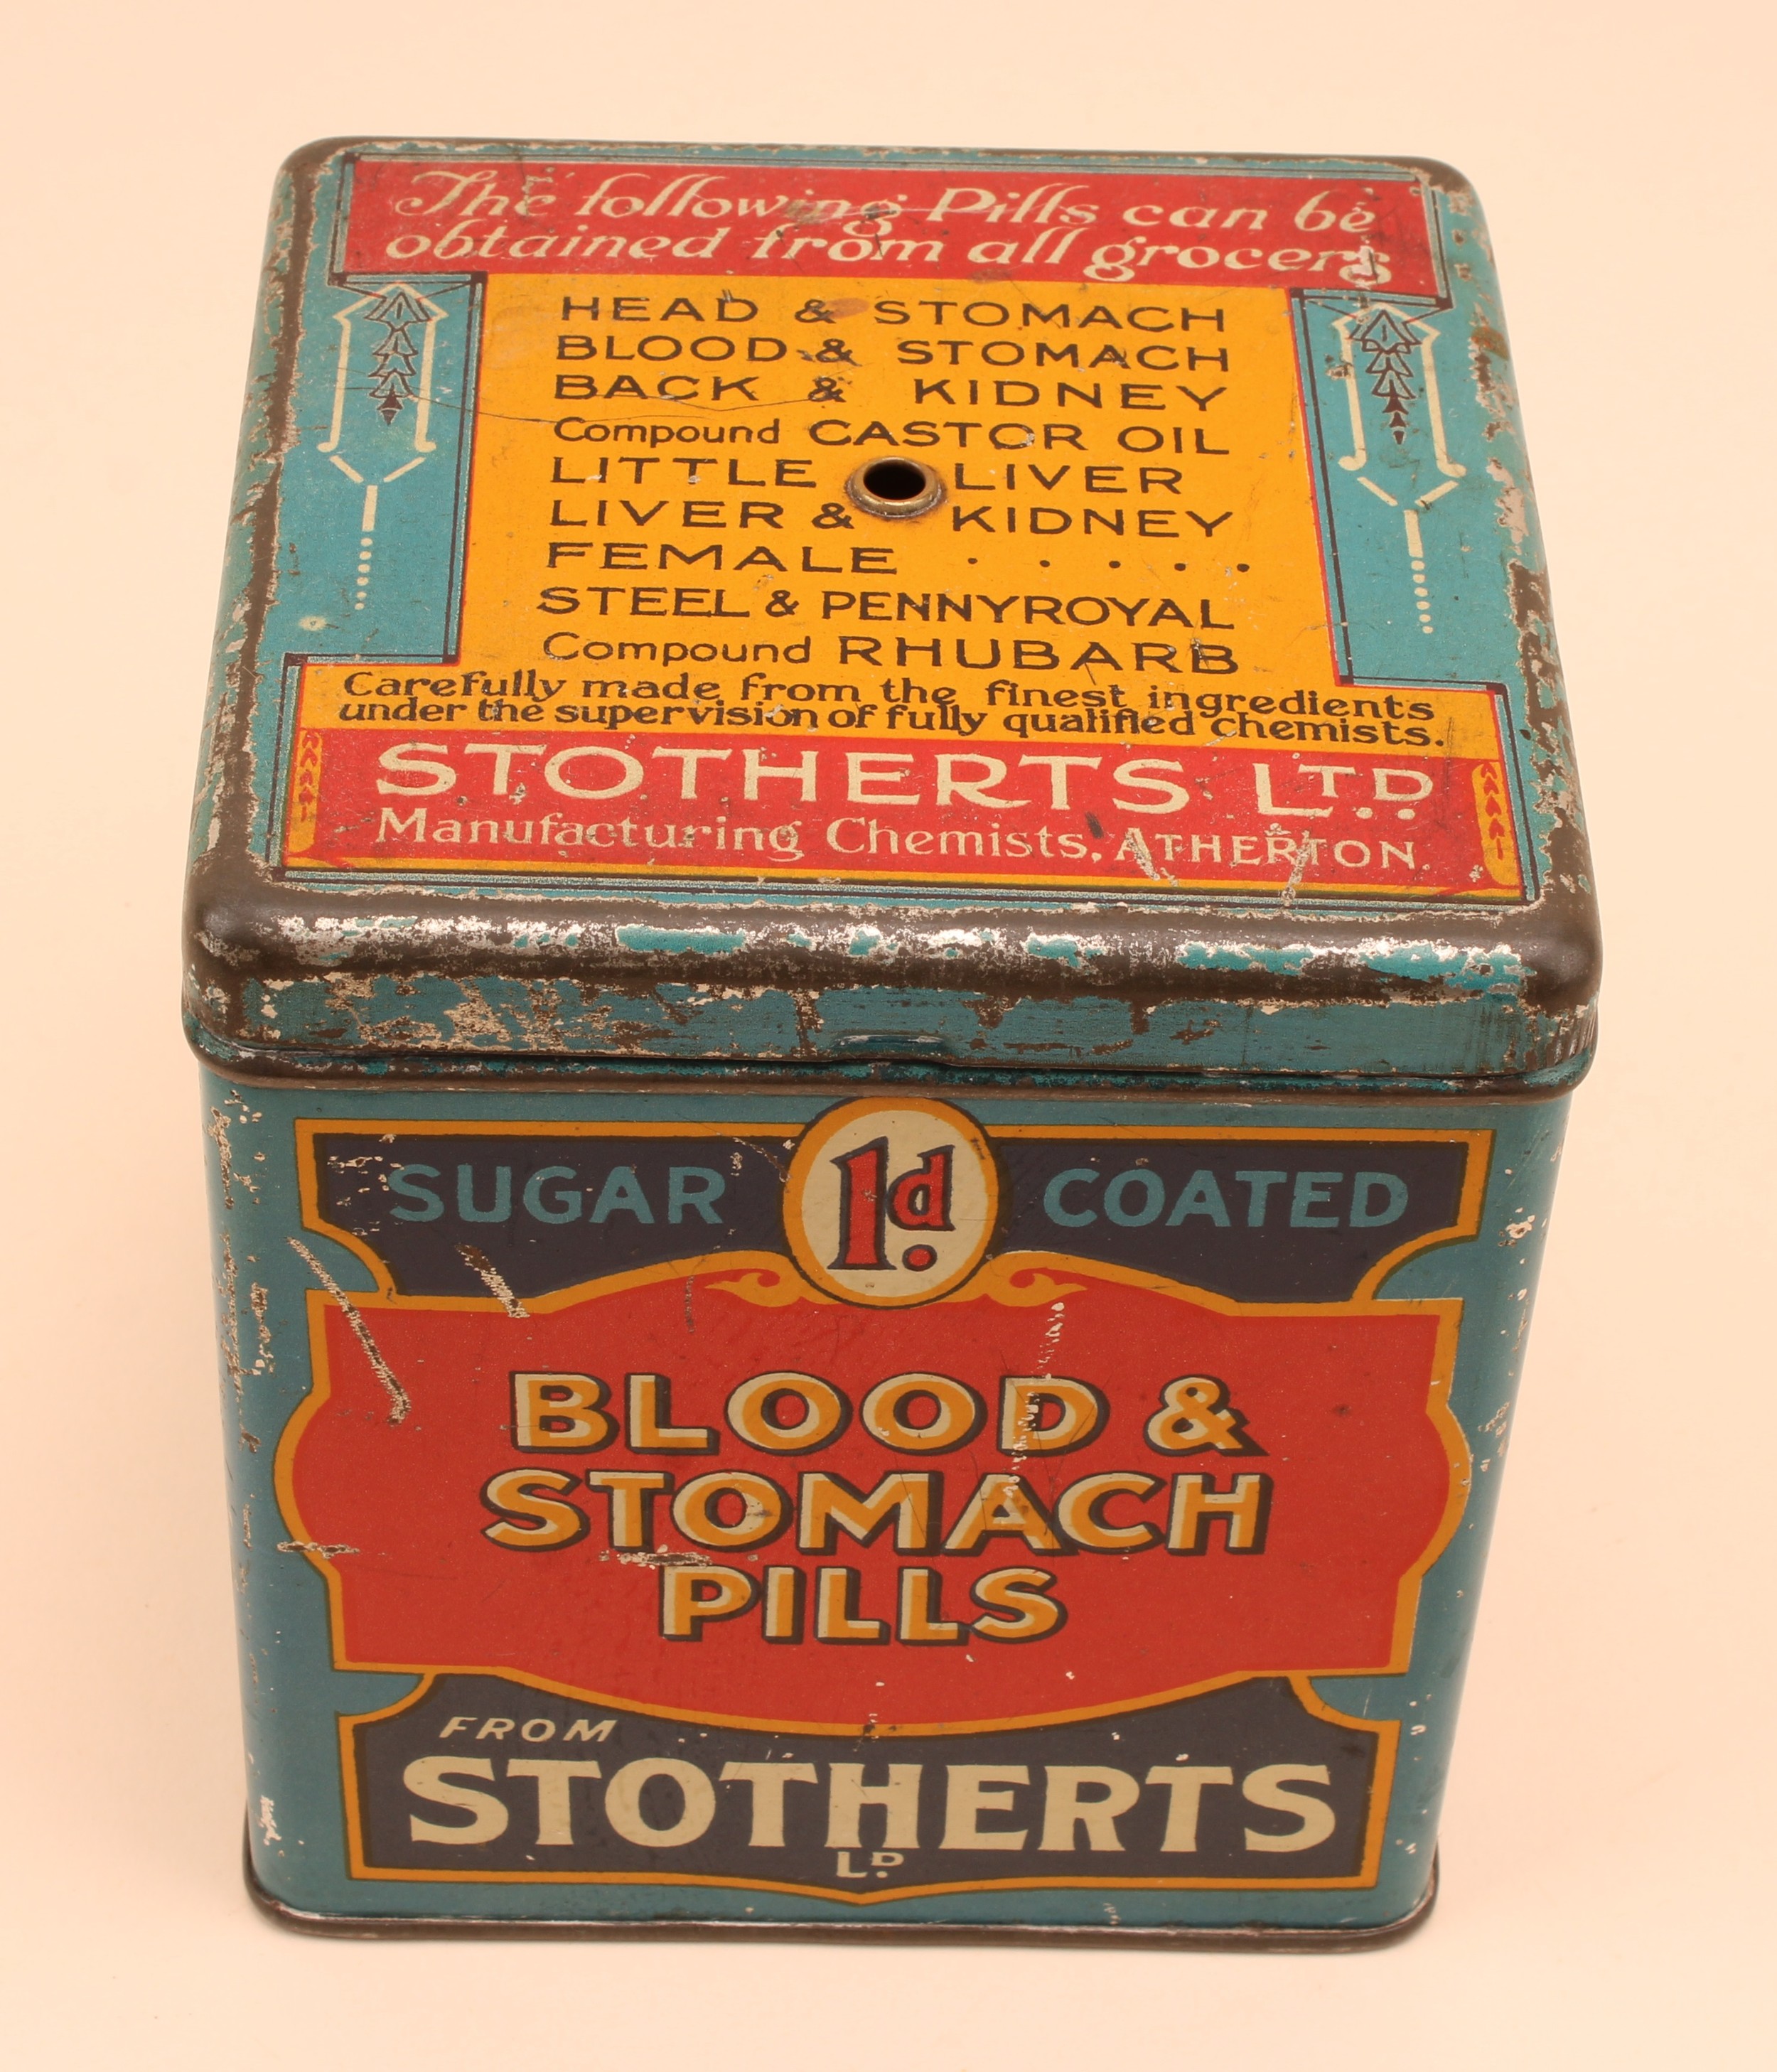 The following Pills can be
obtained from all grocers
HEAD & STOMACH
BLOOD & STOMACH
BACK & KIDNEY
Compound CASTOR OIL
LITTLE LIVER
LIVER & KIDNEY
FEMALE . . . . .
STEEL & PENNYROYAL
Compound RHUBARB
Carefully made from the finest ingredients
under the supervision of fully qualified Chemists.
STOTHERTS LTD.
Manufacturing Chemists, ATHERTON.
SUGAR 1d. COATED
BLOOD &
STOMACH
PILLS
FROM
STOTHERTS
LD.